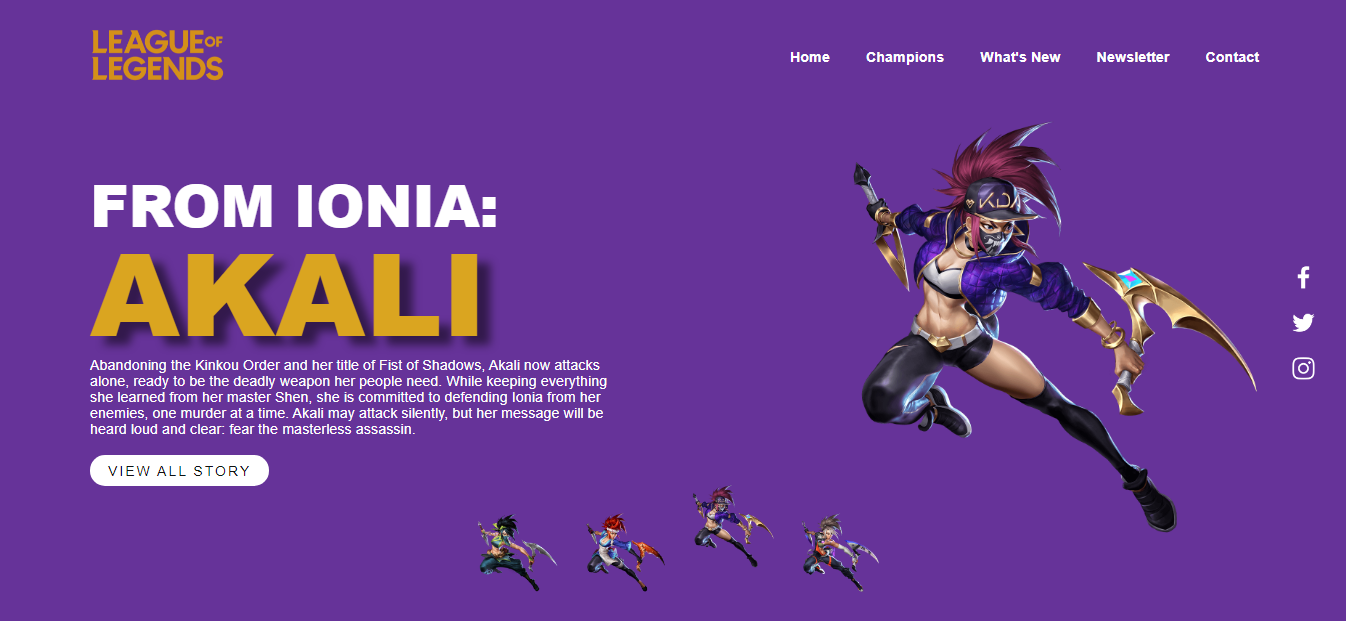 LEAGUE OF
LEGENDS
Home Champions What's New Newsletter Contact
FROM IONIA:
AKALI
Abandoning the Kinkou Order and her title of Fist of Shadows, Akali now attacks
alone, ready to be the deadly weapon her people need. While keeping everything
she learned from her master Shen, she is committed to defending Ionia from her
enemies, one murder at a time. Akali may attack silently, but her message will be
heard loud and clear: fear the masterless assassin.
VIEW ALL STORY
K/DA